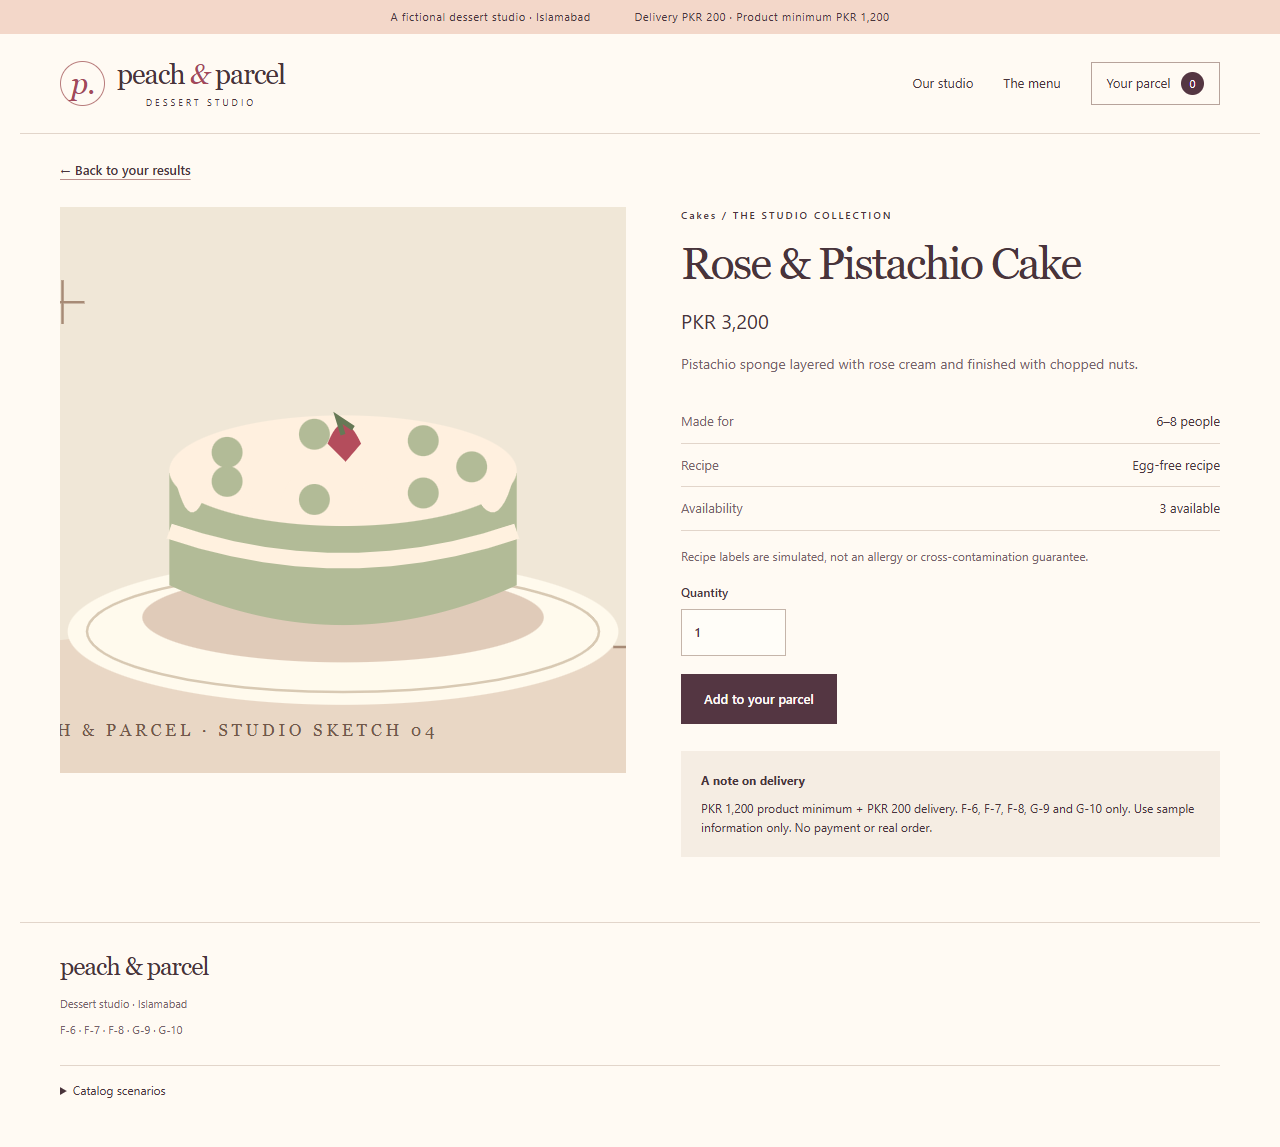 A fictional dessert studio · Islamabad
Delivery PKR 200 · Product minimum PKR 1,200
p.
peach & parcel
DESSERT STUDIO
Our studio
The menu
Your parcel 0
← Back to your results
H & PARCEL · STUDIO SKETCH 04
Cakes / THE STUDIO COLLECTION
Rose & Pistachio Cake
PKR 3,200
Pistachio sponge layered with rose cream and finished with chopped nuts.
Made for 6–8 people
Recipe Egg-free recipe
Availability 3 available
Recipe labels are simulated, not an allergy or cross-contamination guarantee.
Quantity
1
Add to your parcel
A note on delivery
PKR 1,200 product minimum + PKR 200 delivery. F-6, F-7, F-8, G-9 and G-10 only. Use sample
information only. No payment or real order.
peach & parcel
Dessert studio · Islamabad
F-6 · F-7 · F-8 · G-9 · G-10
▶ Catalog scenarios